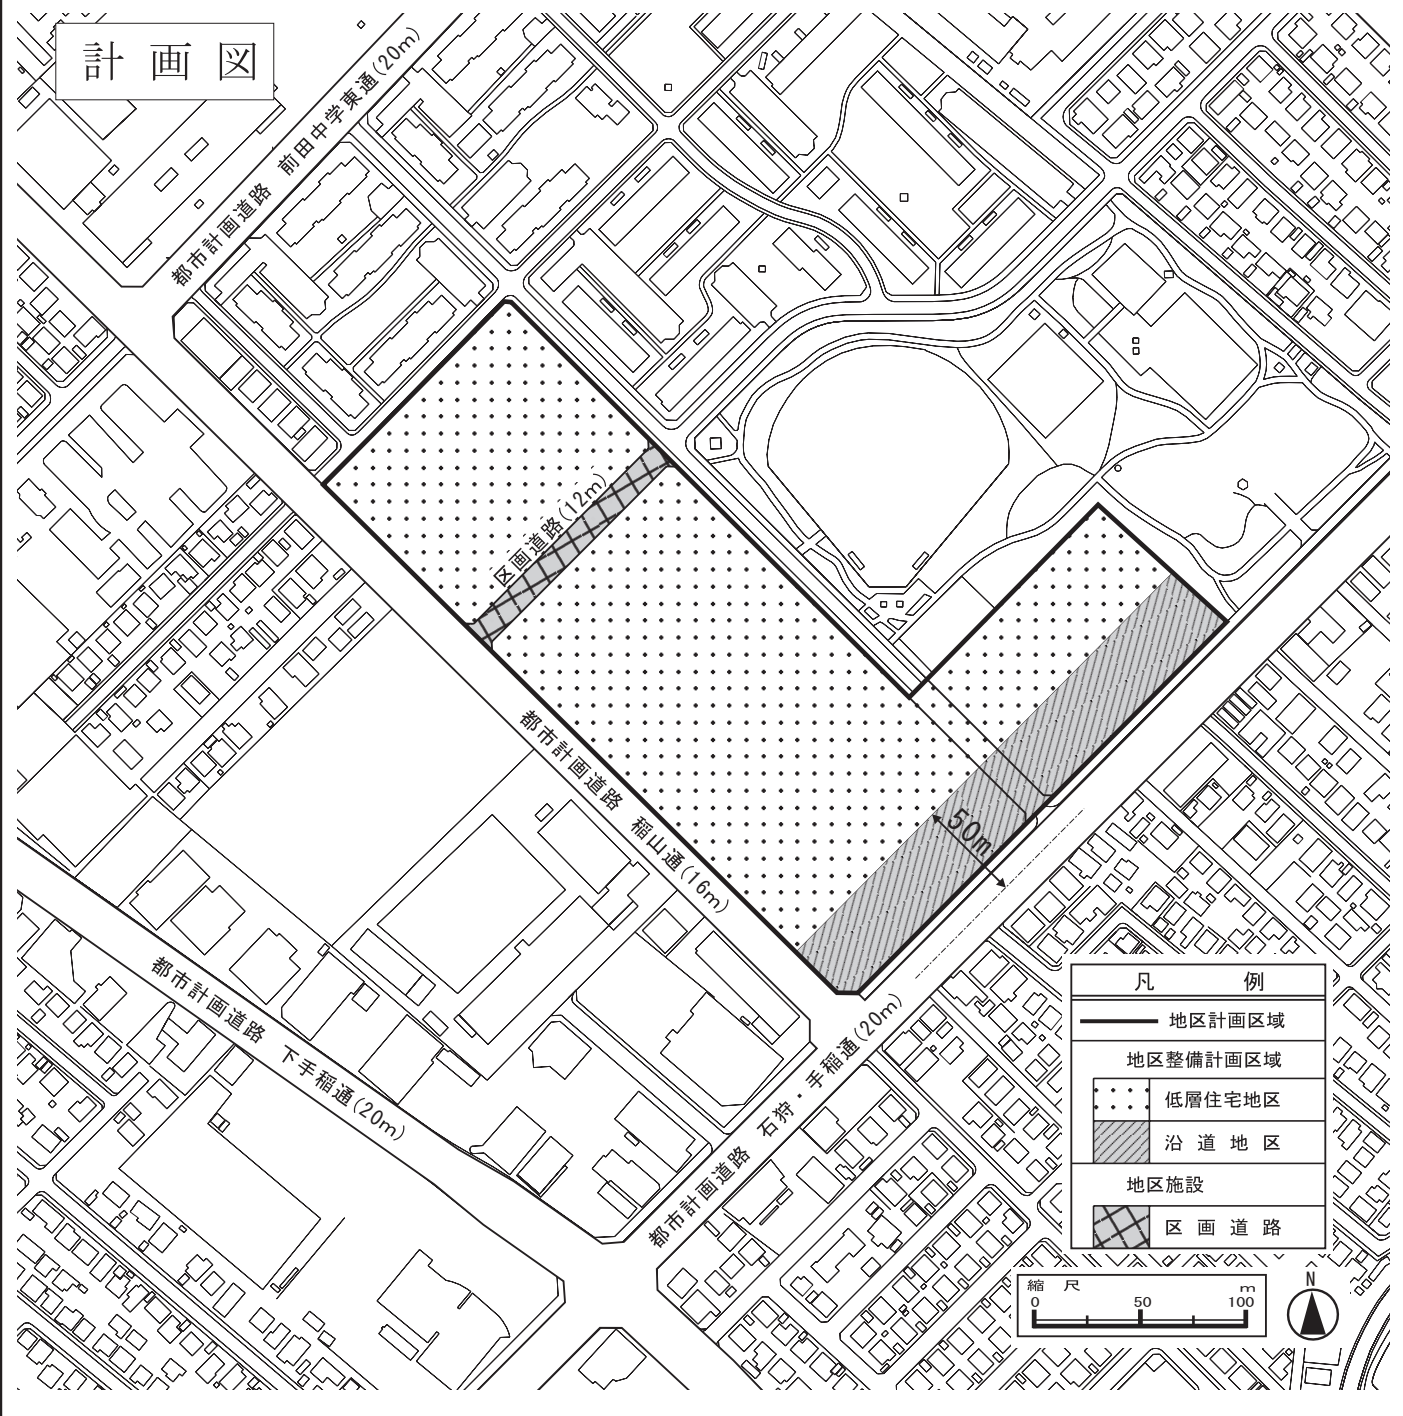 計画図
都市計画道路 前田中学東通(20m)
区画道路(12m)
都市計画道路 稲山通(16m)
50m
都市計画道路 下手稲通(20m)
都市計画道路 石狩・手稲通(20m)
凡例
地区計画区域
地区整備計画区域
低層住宅地区
沿道地区
地区施設
区画道路
縮尺 m
0 50 100
N